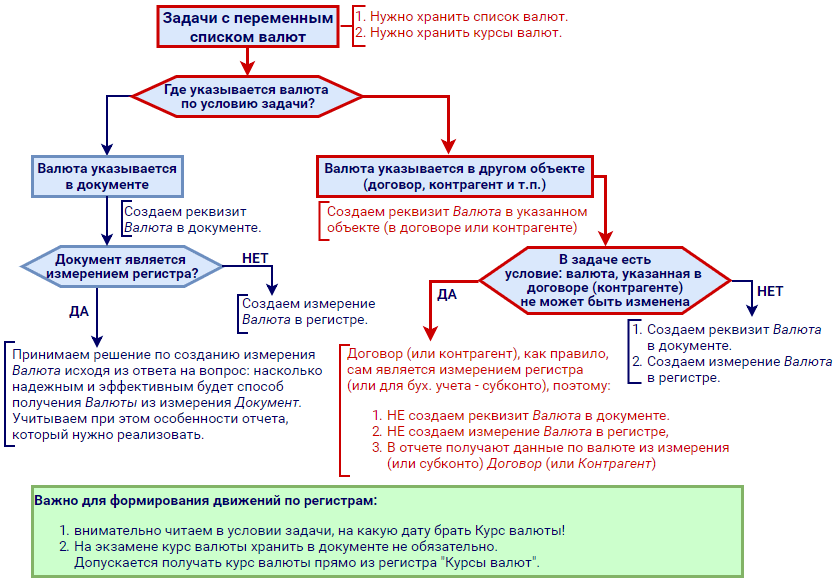 Задачи с переменным
списком валют
1. Нужно хранить список валют.
2. Нужно хранить курсы валют.
Где указывается валюта
по условию задачи?
Валюта указывается
в документе
Валюта указывается в другом объекте
(договор, контрагент и т.п.)
Создаем реквизит
Валюта в документе.
Создаем реквизит Валюта в указанном
объекте (в договоре или контрагенте)
Документ является
измерением регистра?
НЕТ
В задаче есть
условие: валюта, указанная в
договоре (контрагенте)
не может быть изменена
ДА
НЕТ
Создаем измерение
Валюта в регистре.
ДА
1. Создаем реквизит Валюта
в документе.
2. Создаем измерение Валюта
в регистре.
Принимаем решение по созданию измерения
Валюта исходя из ответа на вопрос: насколько
надежным и эффективным будет способ
получения Валюты из измерения Документ.
Учитываем при этом особенности отчета,
который нужно реализовать.
Договор (или контрагент), как правило,
сам является измерением регистра
(или для бух. учета - субконто), поэтому:
1. НЕ создаем реквизит Валюта в документе.
2. НЕ создаем измерение Валюта в регистре,
3. В отчете получают данные по валюте из измерения
(или субконто) Договор (или Контрагент)
Важно для формирования движений по регистрам:
1. внимательно читаем в условии задачи, на какую дату брать Курс валюты!
2. На экзамене курс валюты хранить в документе не обязательно.
Допускается получать курс валюты прямо из регистра "Курсы валют".